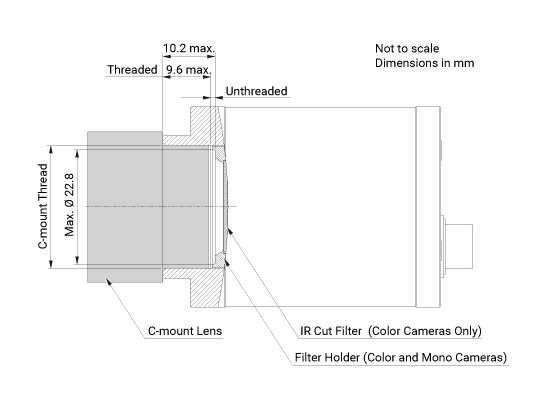 10.2 max.
Not to scale
Dimensions in mm
Threaded 9.6 max.
Unthreaded
C-mount Thread
Max. Ø 22.8
C-mount Lens
IR Cut Filter (Color Cameras Only)
Filter Holder (Color and Mono Cameras)